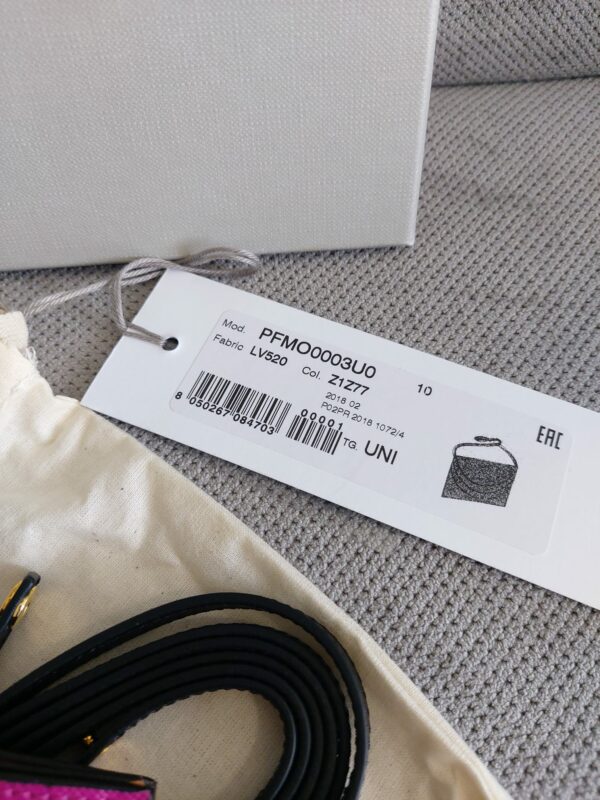 Mod. PFMO0003U0 10
Fabric LV520 Col. Z1Z77
2018 02
P02PR 2018 1072/4
00001
8 050267 084703
TG. UNI
EAC